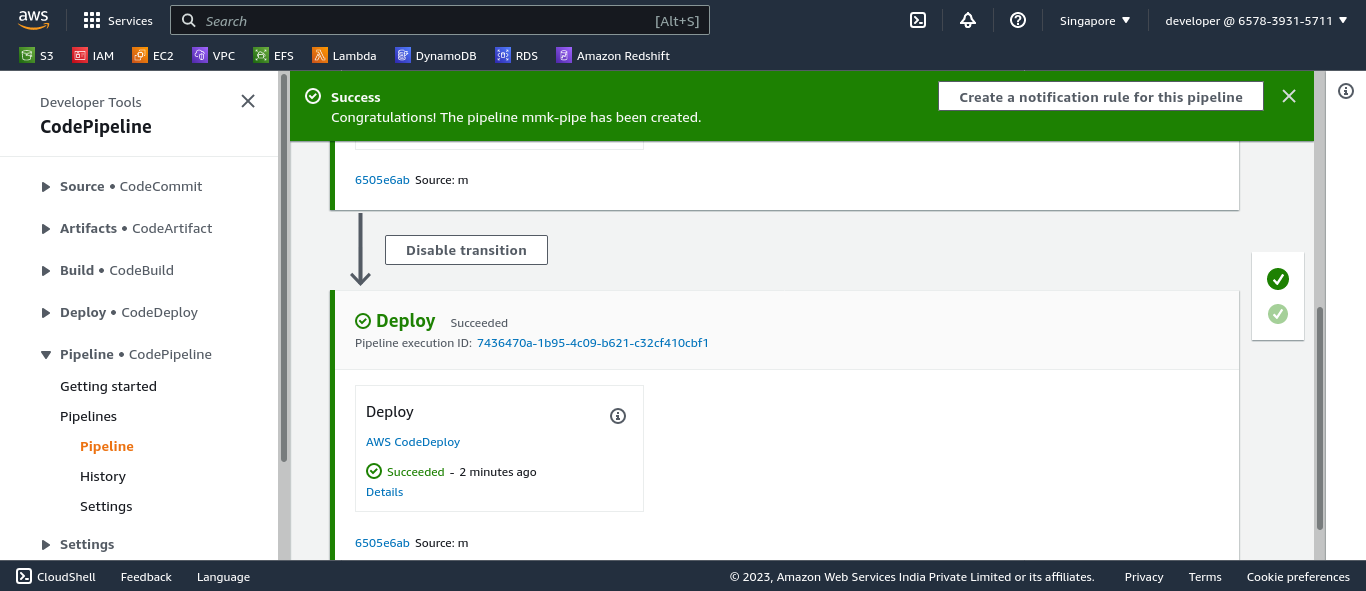 aws Services Search [Alt+S] Singapore developer @ 6578-3931-5711
S3 IAM EC2 VPC EFS Lambda DynamoDB RDS Amazon Redshift
Developer Tools
CodePipeline
Source • CodeCommit
Artifacts • CodeArtifact
Build • CodeBuild
Deploy • CodeDeploy
Pipeline • CodePipeline
Getting started
Pipelines
Pipeline
History
Settings
Settings
Success
Congratulations! The pipeline mmk-pipe has been created.
Create a notification rule for this pipeline
6505e6ab Source: m
Disable transition
Deploy Succeeded
Pipeline execution ID: 7436470a-1b95-4c09-b621-c32cf410cbf1
Deploy
AWS CodeDeploy
Succeeded - 2 minutes ago
Details
6505e6ab Source: m
CloudShell Feedback Language © 2023, Amazon Web Services India Private Limited or its affiliates. Privacy Terms Cookie preferences